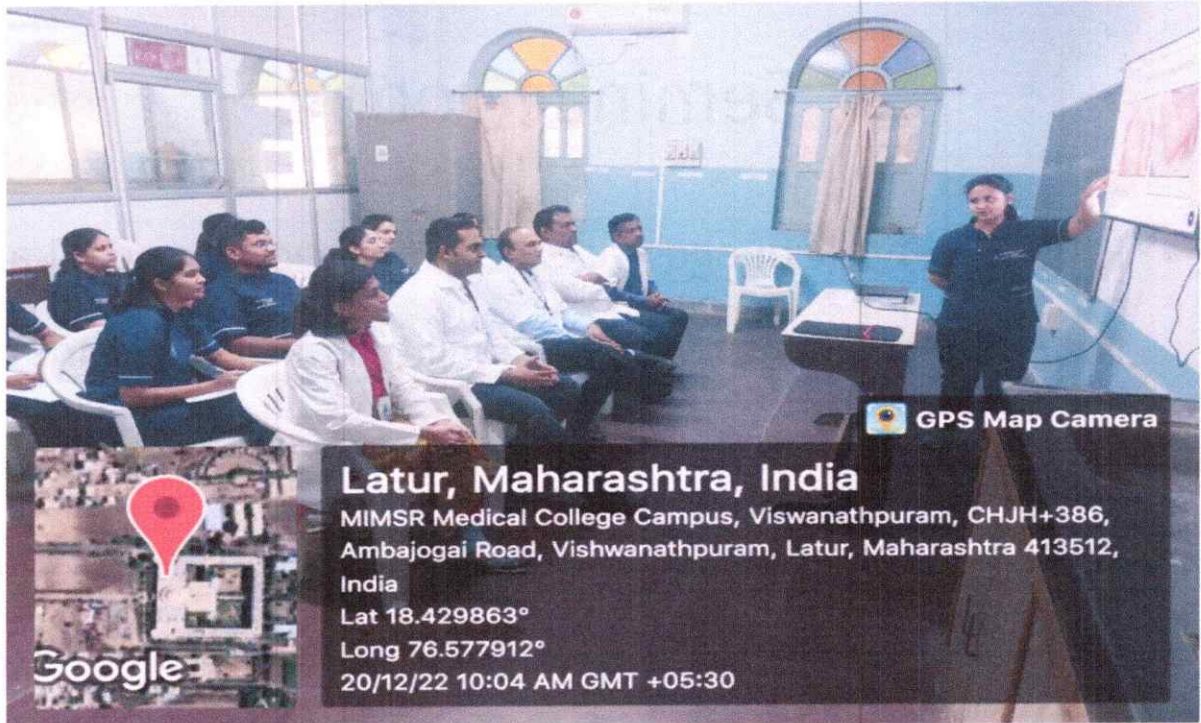 GPS Map Camera
Latur, Maharashtra, India
MIMSR Medical College Campus, Viswanathpuram, CHJH+386,
Ambajogai Road, Vishwanathpuram, Latur, Maharashtra 413512,
India
Lat 18.429863°
Long 76.577912°
20/12/22 10:04 AM GMT +05:30
Google